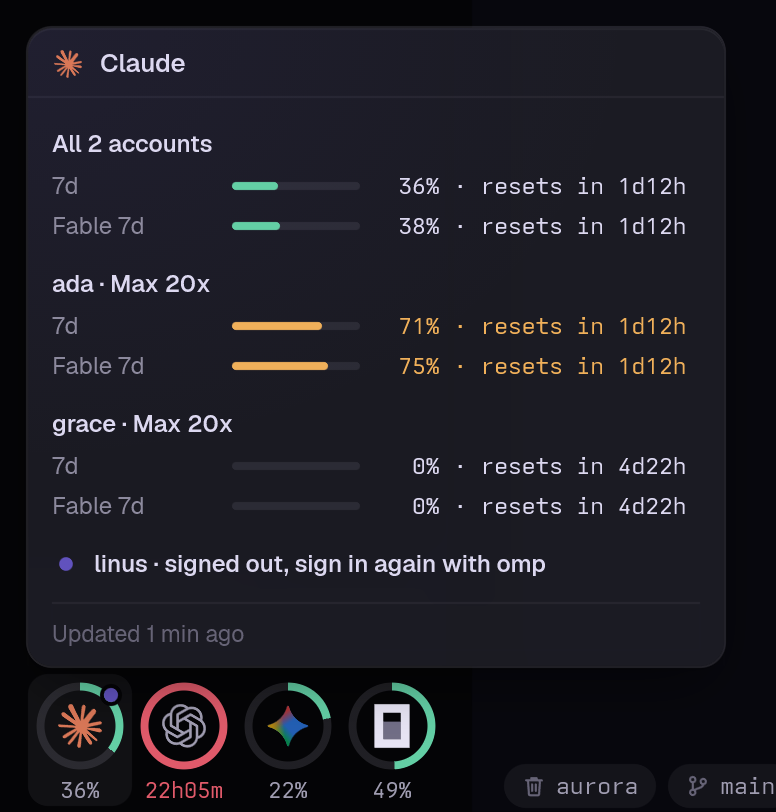 Claude
All 2 accounts
7d 36% · resets in 1d12h
Fable 7d 38% · resets in 1d12h
ada · Max 20x
7d 71% · resets in 1d12h
Fable 7d 75% · resets in 1d12h
grace · Max 20x
7d 0% · resets in 4d22h
Fable 7d 0% · resets in 4d22h
linus · signed out, sign in again with omp
Updated 1 min ago
36% 22h05m 22% 49%
aurora main